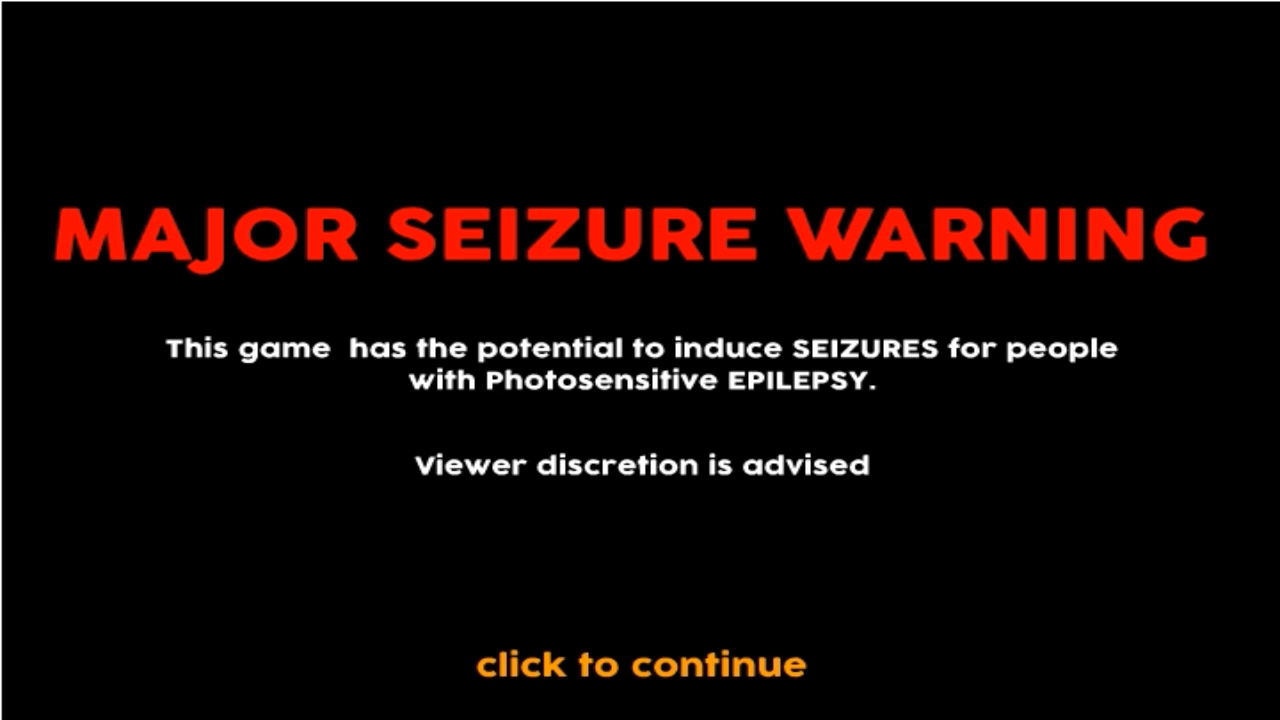 MAJOR SEIZURE WARNING
This game has the potential to induce SEIZURES for people
with Photosensitive EPILEPSY.
Viewer discretion is advised
click to continue